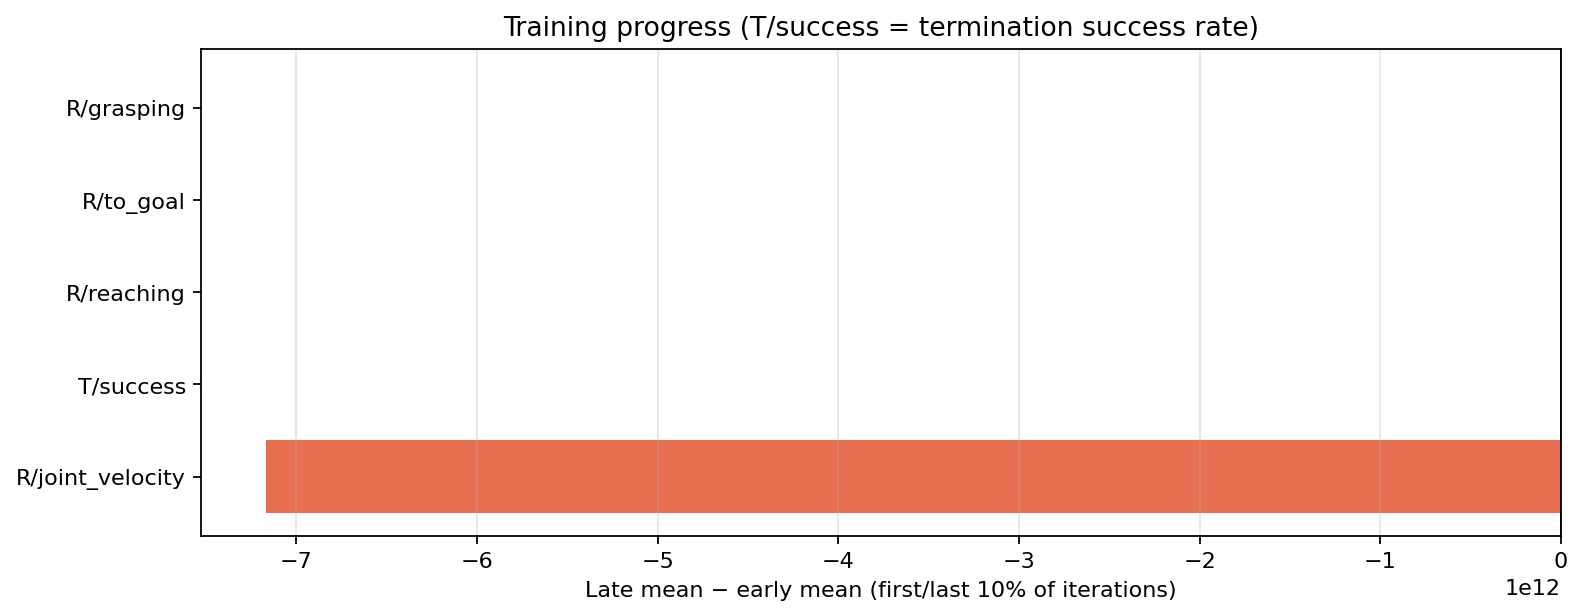 Training progress (T/success = termination success rate)
R/grasping
R/to_goal
R/reaching
T/success
R/joint_velocity
−7 −6 −5 −4 −3 −2 −1 0
1e12
Late mean − early mean (first/last 10% of iterations)